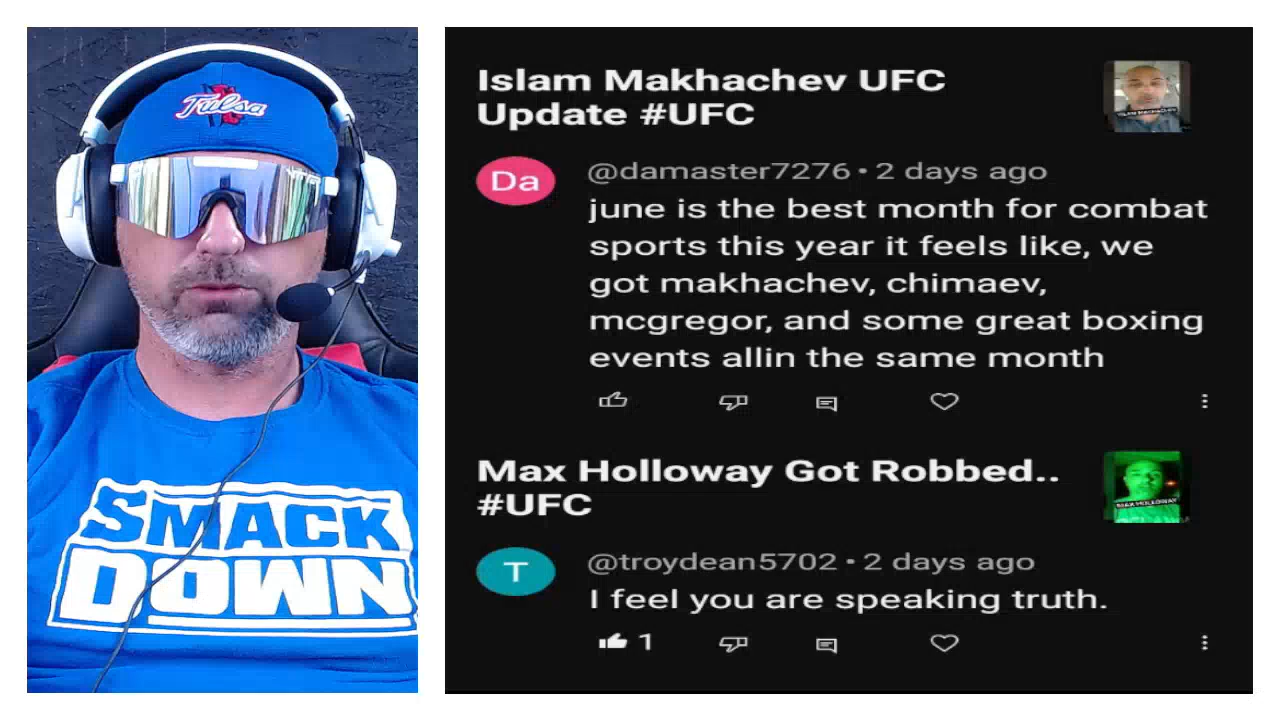 Tulsa
SMACK
DOWN
Islam Makhachev UFC
Update #UFC
Da
@damaster7276 • 2 days ago
june is the best month for combat
sports this year it feels like, we
got makhachev, chimaev,
mcgregor, and some great boxing
events allin the same month
Max Holloway Got Robbed..
#UFC
MAX HOLLOWAY
T
@troydean5702 • 2 days ago
I feel you are speaking truth.
1